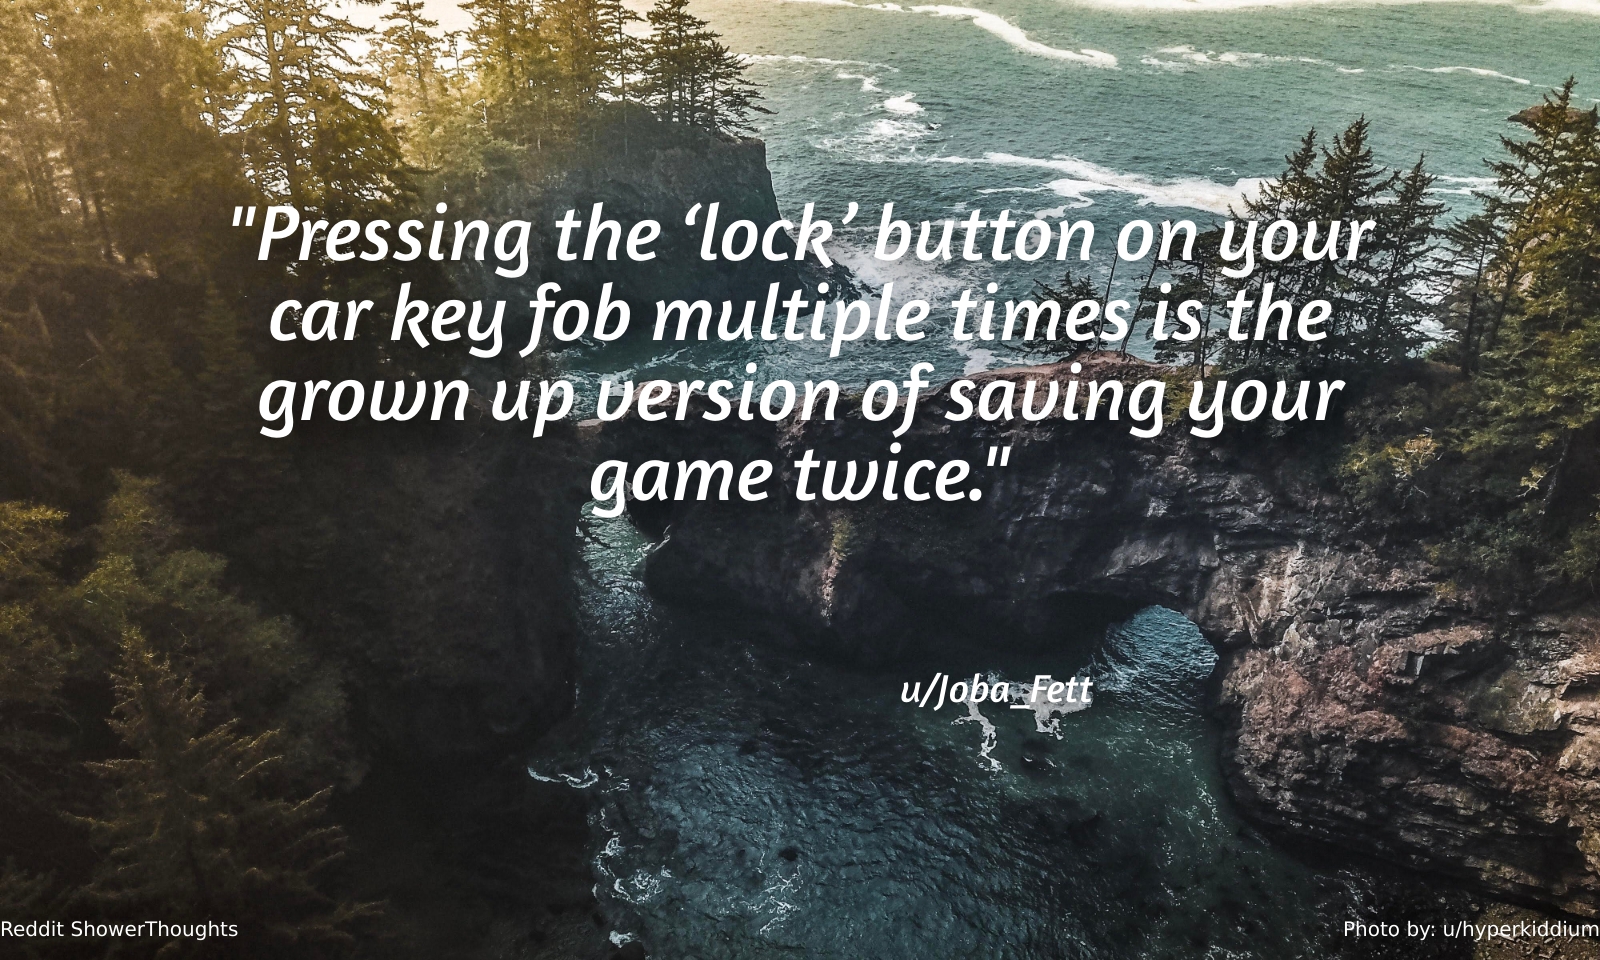 "Pressing the ‘lock’ button on your
car key fob multiple times is the
grown up version of saving your
game twice."
u/Joba_Fett
Reddit ShowerThoughts
Photo by: u/hyperkiddium